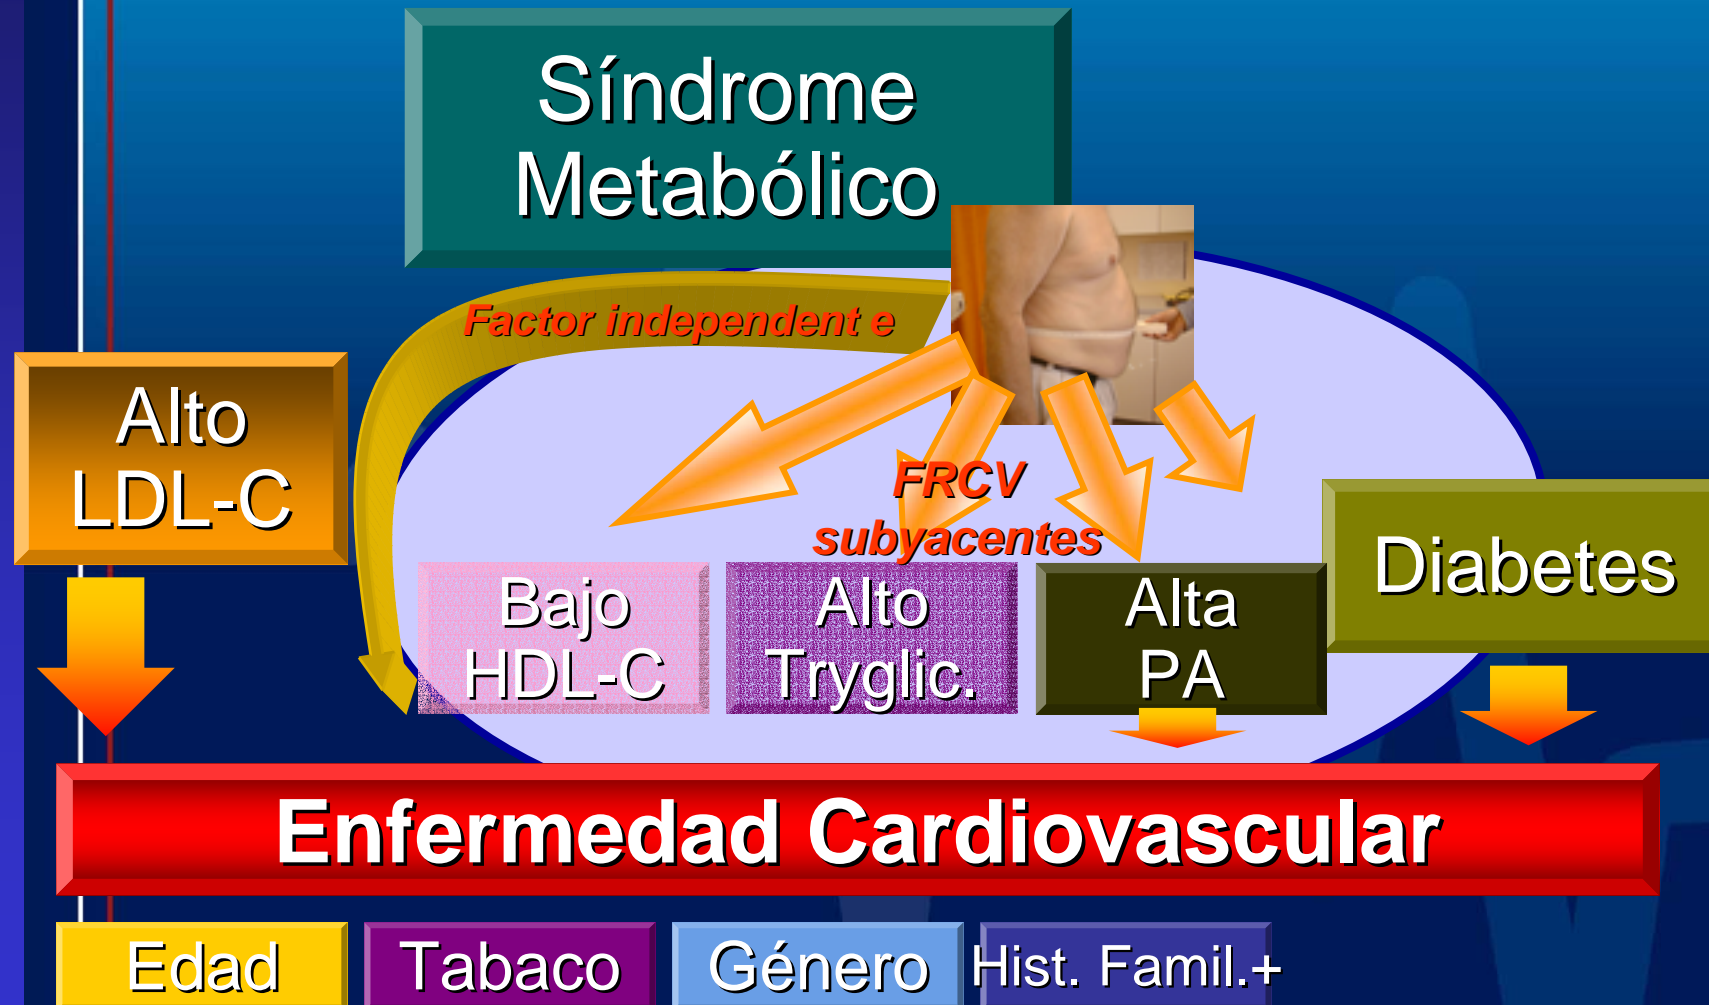 Síndrome
Metabólico
Factor independent e
Alto
LDL-C
FRCV
subyacentes
Bajo
HDL-C
Alto
Tryglic.
Alta
PA
Diabetes
Enfermedad Cardiovascular
Edad
Tabaco
Género
Hist. Famil.+